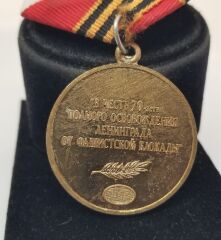 "В ЧЕСТЬ 70 летия
ПОЛНОГО ОСВОБОЖДЕНИЯ
ЛЕНИНГРАДА
ОТ ФАШИСТСКОЙ БЛОКАДЫ"